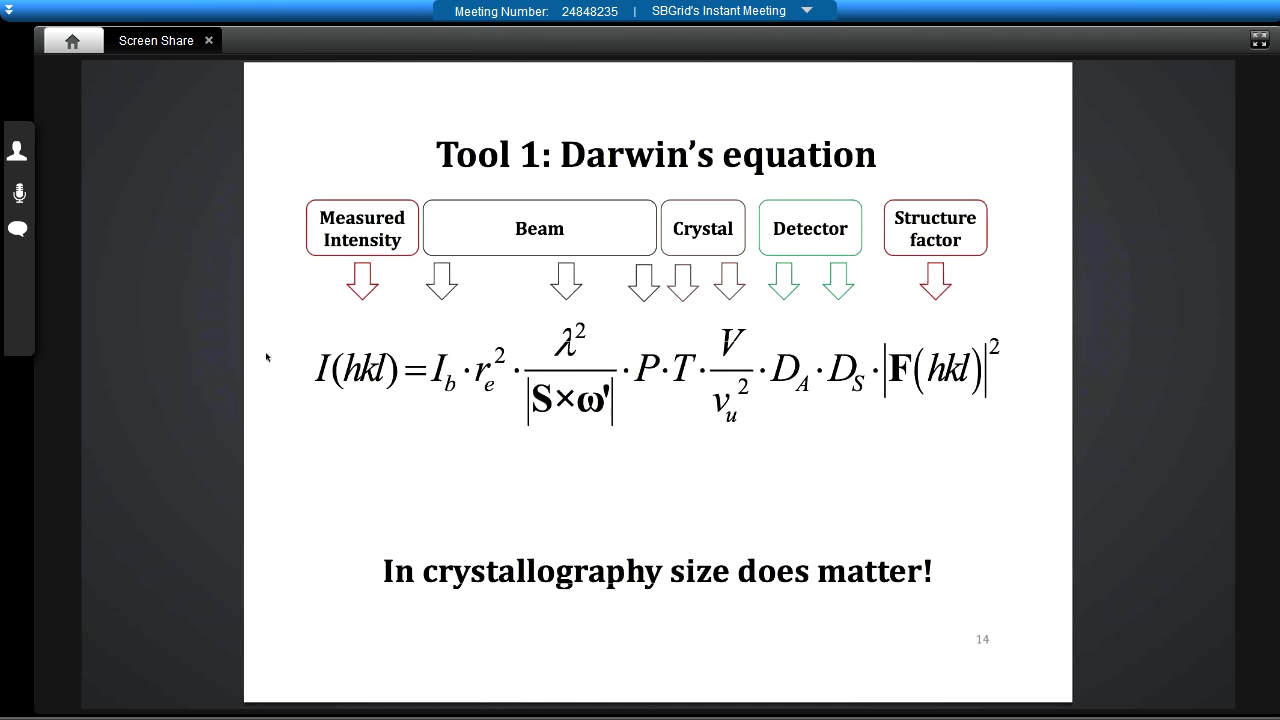 Meeting Number: 24848235 | SBGrid's Instant Meeting
Screen Share ×
Tool 1: Darwin’s equation
Measured Intensity
Beam
Crystal
Detector
Structure factor
I(hkl) = I_b · r_e^2 · λ^2 / |S×ω'| · P · T · V / v_u^2 · D_A · D_S · |F(hkl)|^2
In crystallography size does matter!
14